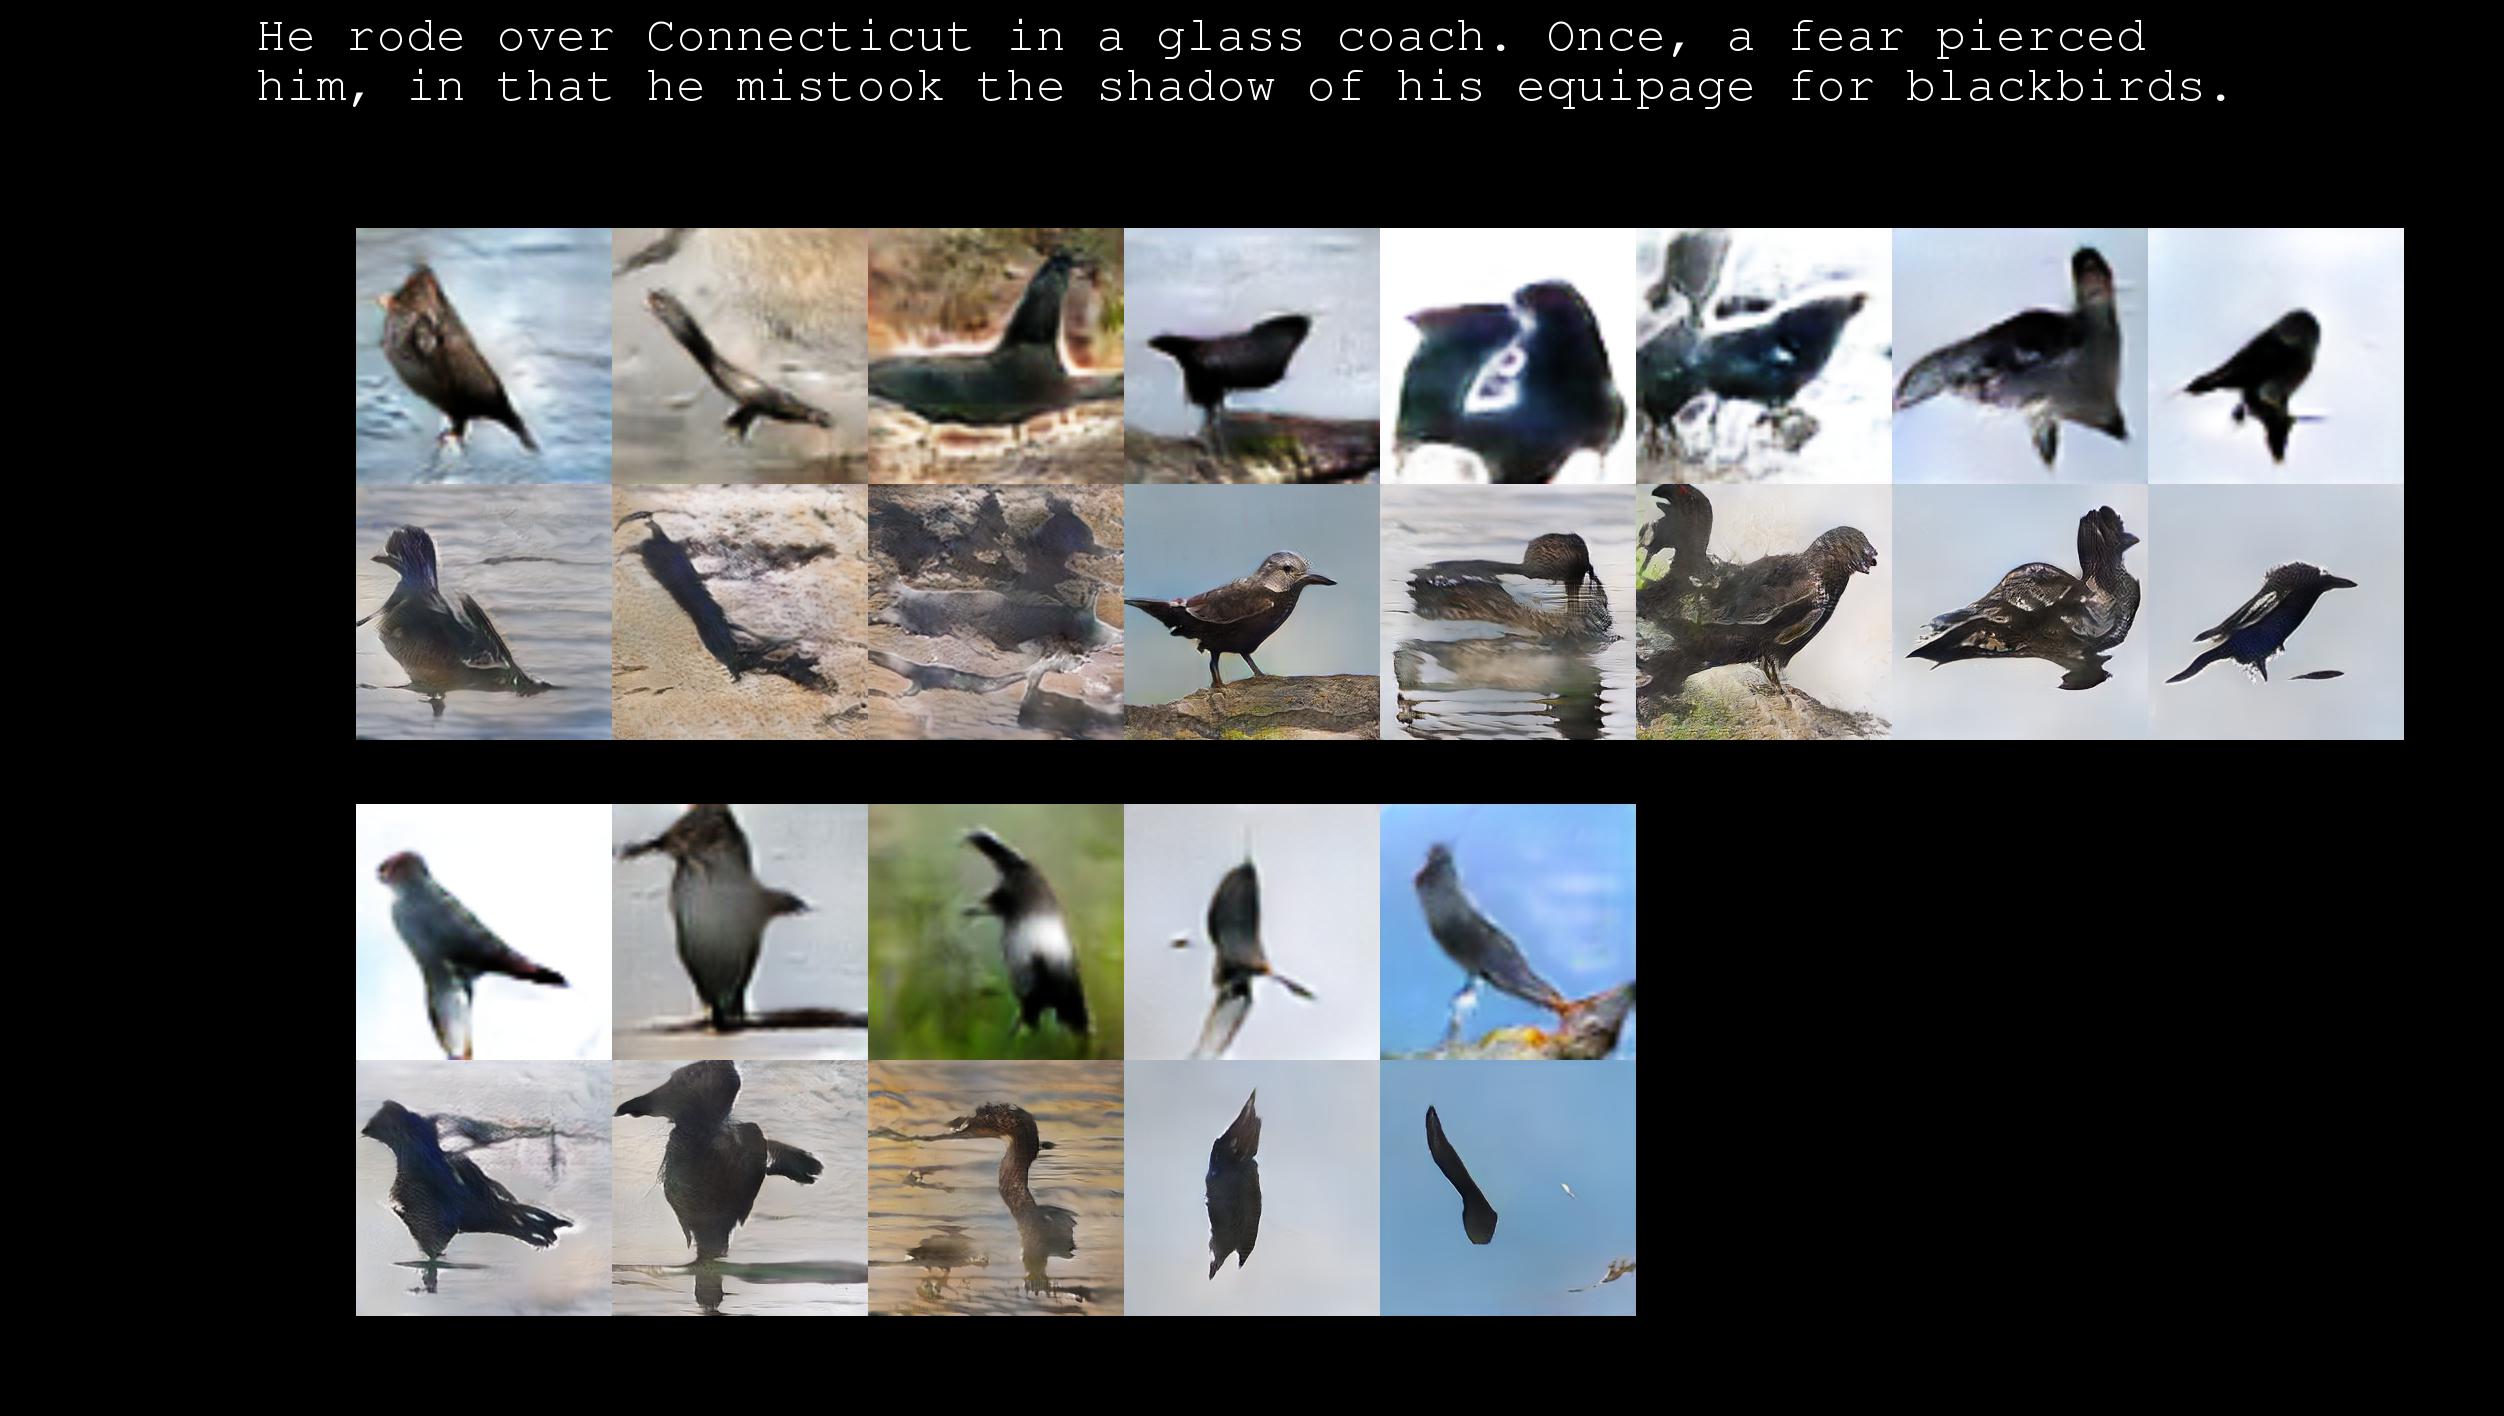 He rode over Connecticut in a glass coach. Once, a fear pierced
him, in that he mistook the shadow of his equipage for blackbirds.